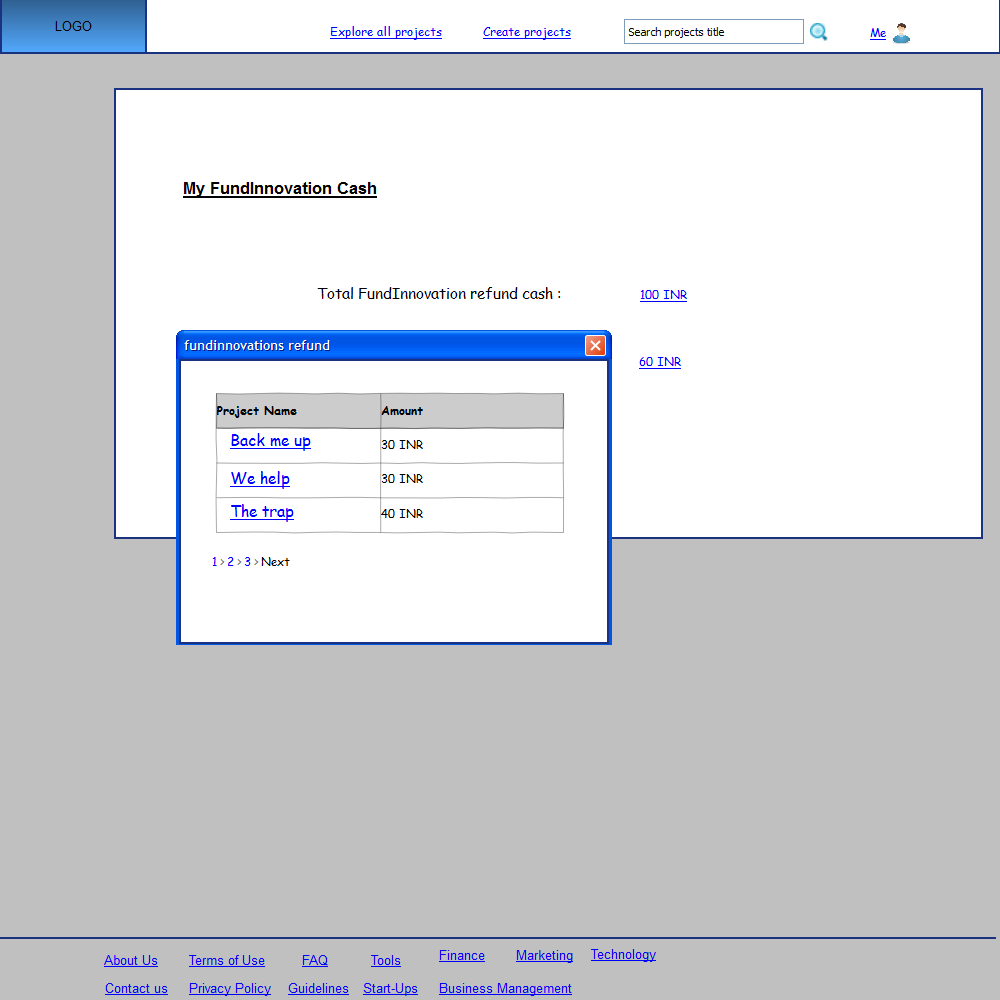 LOGO
Explore all projects Create projects Search projects title Me
My FundInnovation Cash
Total FundInnovation refund cash : 100 INR
60 INR
fundinnovations refund
Project Name Amount
Back me up 30 INR
We help 30 INR
The trap 40 INR
1 > 2 > 3 > Next
About Us Terms of Use FAQ Tools Finance Marketing Technology
Contact us Privacy Policy Guidelines Start-Ups Business Management